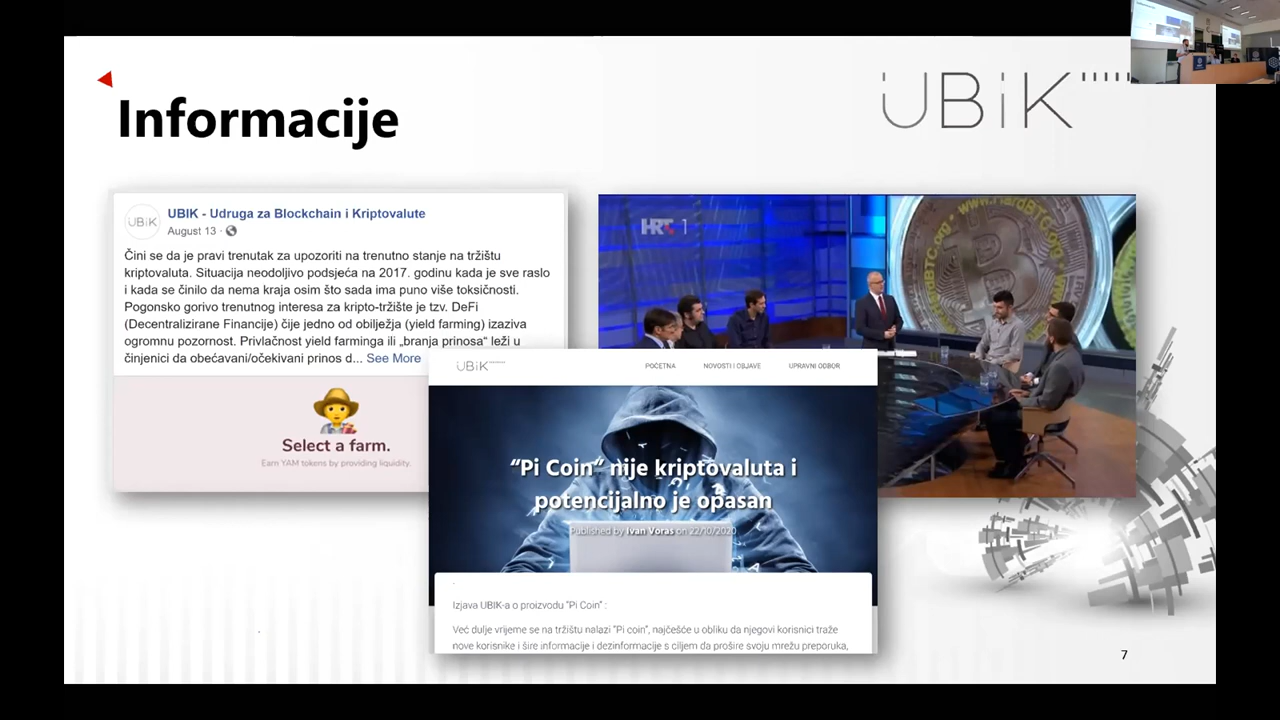 Informacije
UBIK
UBIK
UBIK - Udruga za Blockchain i Kriptovalute
August 13 ·
Čini se da je pravi trenutak za upozoriti na trenutno stanje na tržištu
kriptovaluta. Situacija neodoljivo podsjeća na 2017. godinu kada je sve raslo
i kada se činilo da nema kraja osim što sada ima puno više toksičnosti.
Pogonsko gorivo trenutnog interesa za kripto-tržište je tzv. DeFi
(Decentralizirane Financije) čije jedno od obilježja (yield farming) izaziva
ogromnu pozornost. Privlačnost yield farminga ili „branja prinosa" leži u
činjenici da obećavani/očekivani prinos d... See More
Select a farm.
Earn YAM tokens by providing liquidity.
HRT 1
HardBTC.org
UBIK
POČETNA NOVOSTI I OBJAVE UPRAVNI ODBOR
“Pi Coin“ nije kriptovaluta i
potencijalno je opasan
Published by Ivan Voras on 22/10/2020
Izjava UBIK-a o proizvodu “Pi Coin” :
Već dulje vrijeme se na tržištu nalazi “Pi coin”, najčešće u obliku da njegovi korisnici traže
nove korisnike i šire informacije i dezinformacije s ciljem da prošire svoju mrežu preporuka,
7